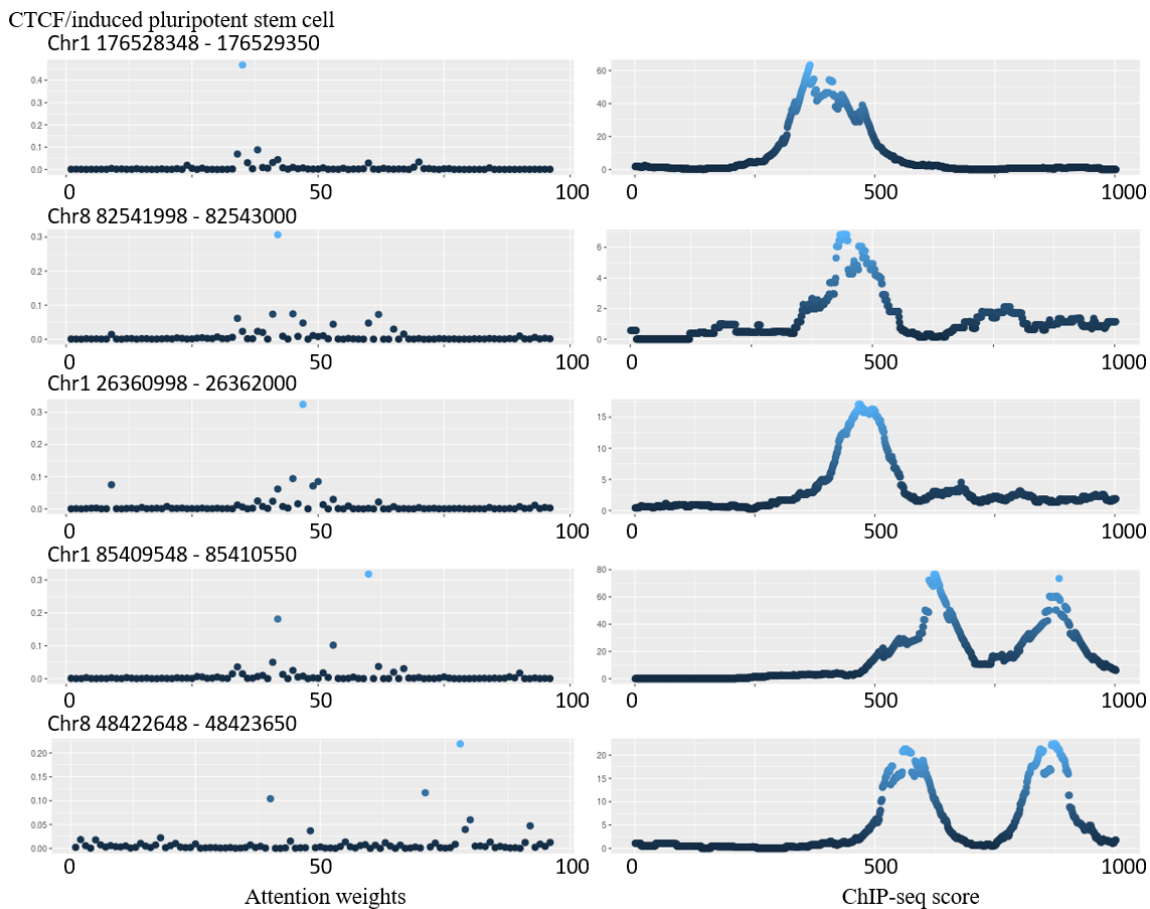 CTCF/induced pluripotent stem cell
Chr1 176528348 - 176529350
0.4
0.3
0.2
0.1
0.0
0 50 100
60
40
20
0
0 500 1000
Chr8 82541998 - 82543000
0.3
0.2
0.1
0.0
0 50 100
6
4
2
0
0 500 1000
Chr1 26360998 - 26362000
0.3
0.2
0.1
0.0
0 50 100
15
10
5
0
0 500 1000
Chr1 85409548 - 85410550
0.3
0.2
0.1
0.0
0 50 100
80
60
40
20
0
0 500 1000
Chr8 48422648 - 48423650
0.20
0.15
0.10
0.05
0.00
0 50 100
20
15
10
5
0
0 500 1000
Attention weights
ChIP-seq score